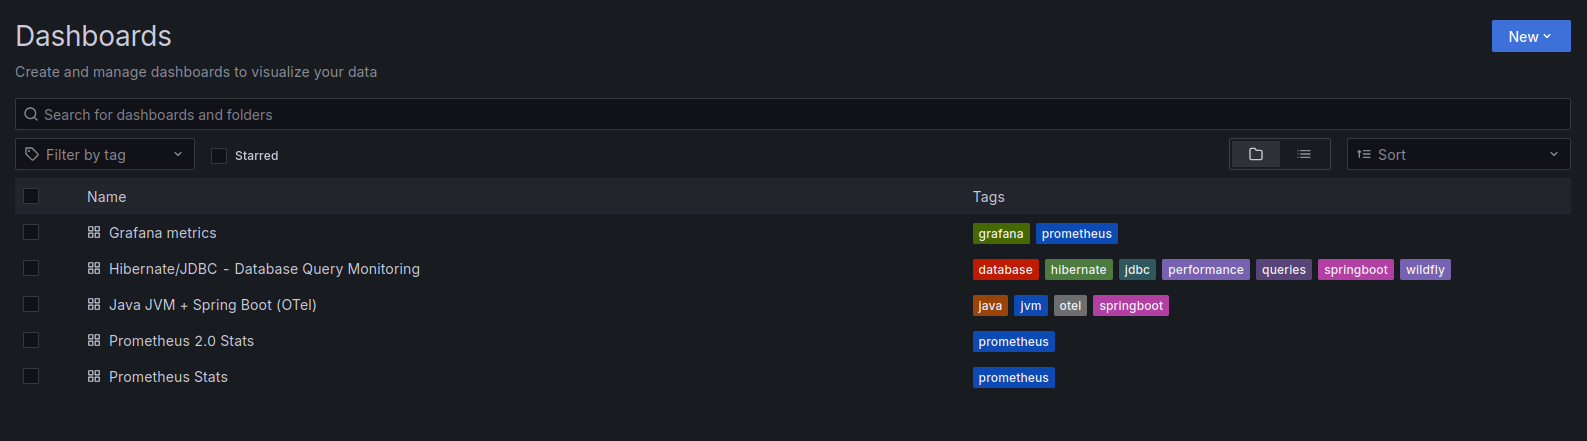 Dashboards
New
Create and manage dashboards to visualize your data
Search for dashboards and folders
Filter by tag Starred Sort
Name Tags
Grafana metrics grafana prometheus
Hibernate/JDBC - Database Query Monitoring database hibernate jdbc performance queries springboot wildfly
Java JVM + Spring Boot (OTel) java jvm otel springboot
Prometheus 2.0 Stats prometheus
Prometheus Stats prometheus